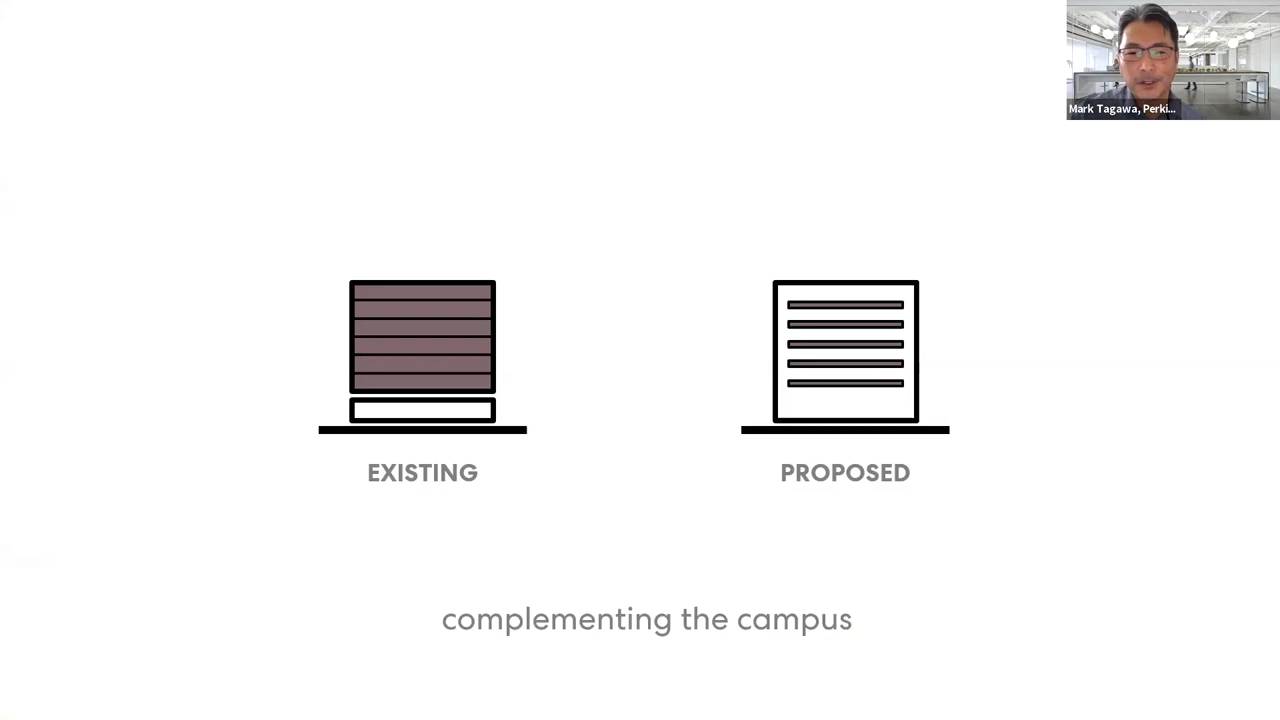 Mark Tagawa, Perki...
EXISTING
PROPOSED
complementing the campus